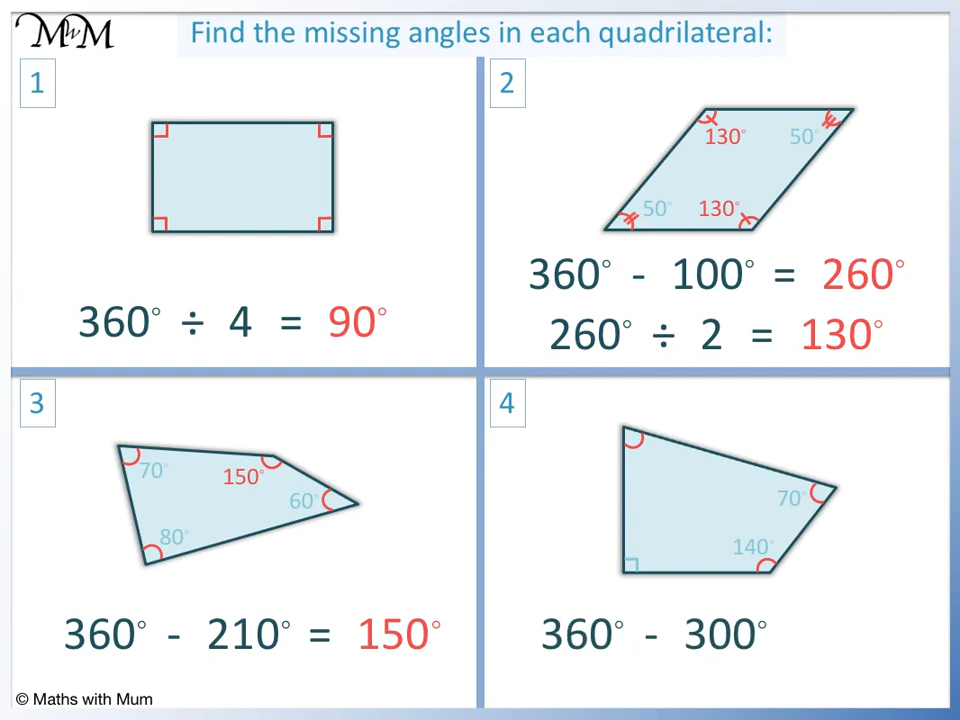 MwM
Find the missing angles in each quadrilateral:
1
360° ÷ 4 = 90°
2
130° 50°
50° 130°
360° - 100° = 260°
260° ÷ 2 = 130°
3
70° 150°
60°
80°
360° - 210° = 150°
4
70°
140°
360° - 300°
© Maths with Mum